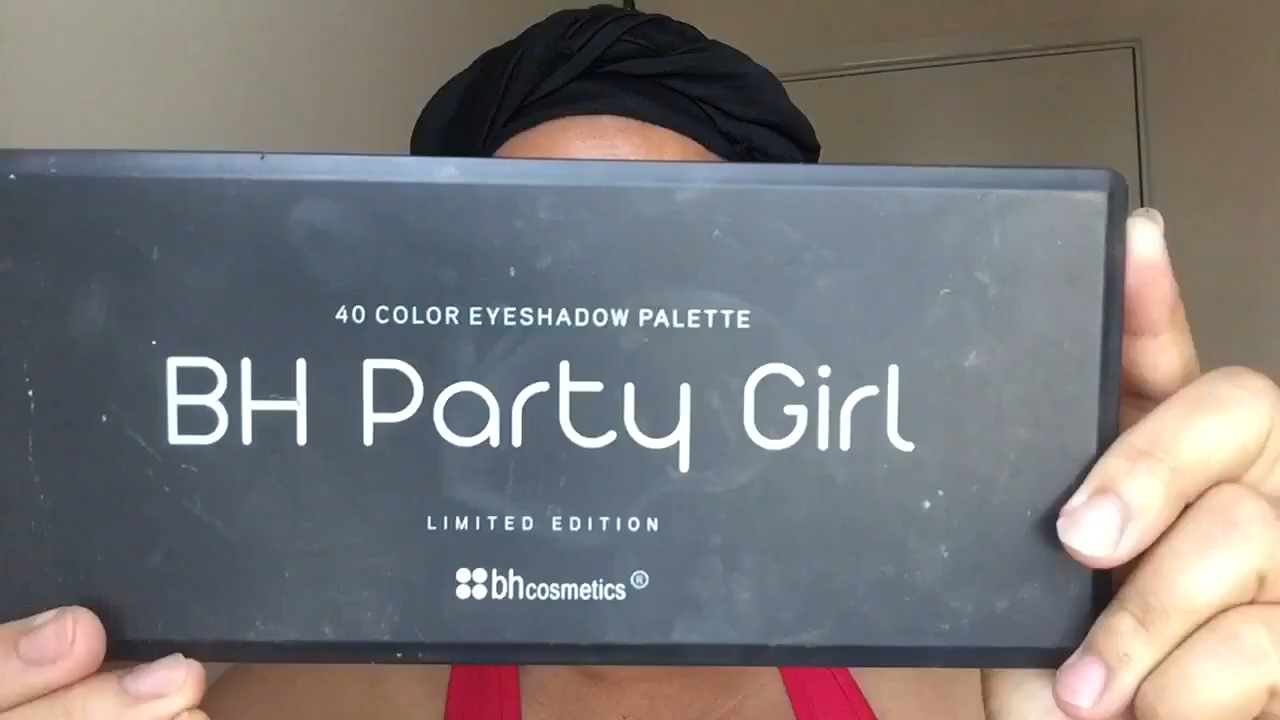 40 COLOR EYESHADOW PALETTE
BH Party Girl
LIMITED EDITION
bhcosmetics®